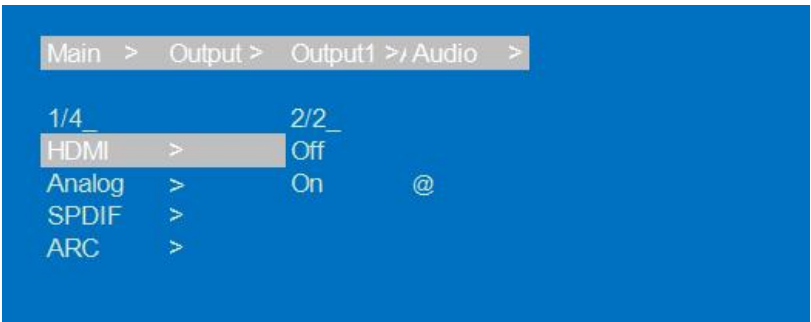 Main > Output > Output1 >/ Audio >
1/4_ 2/2_
HDMI > Off
Analog > On @
SPDIF >
ARC >